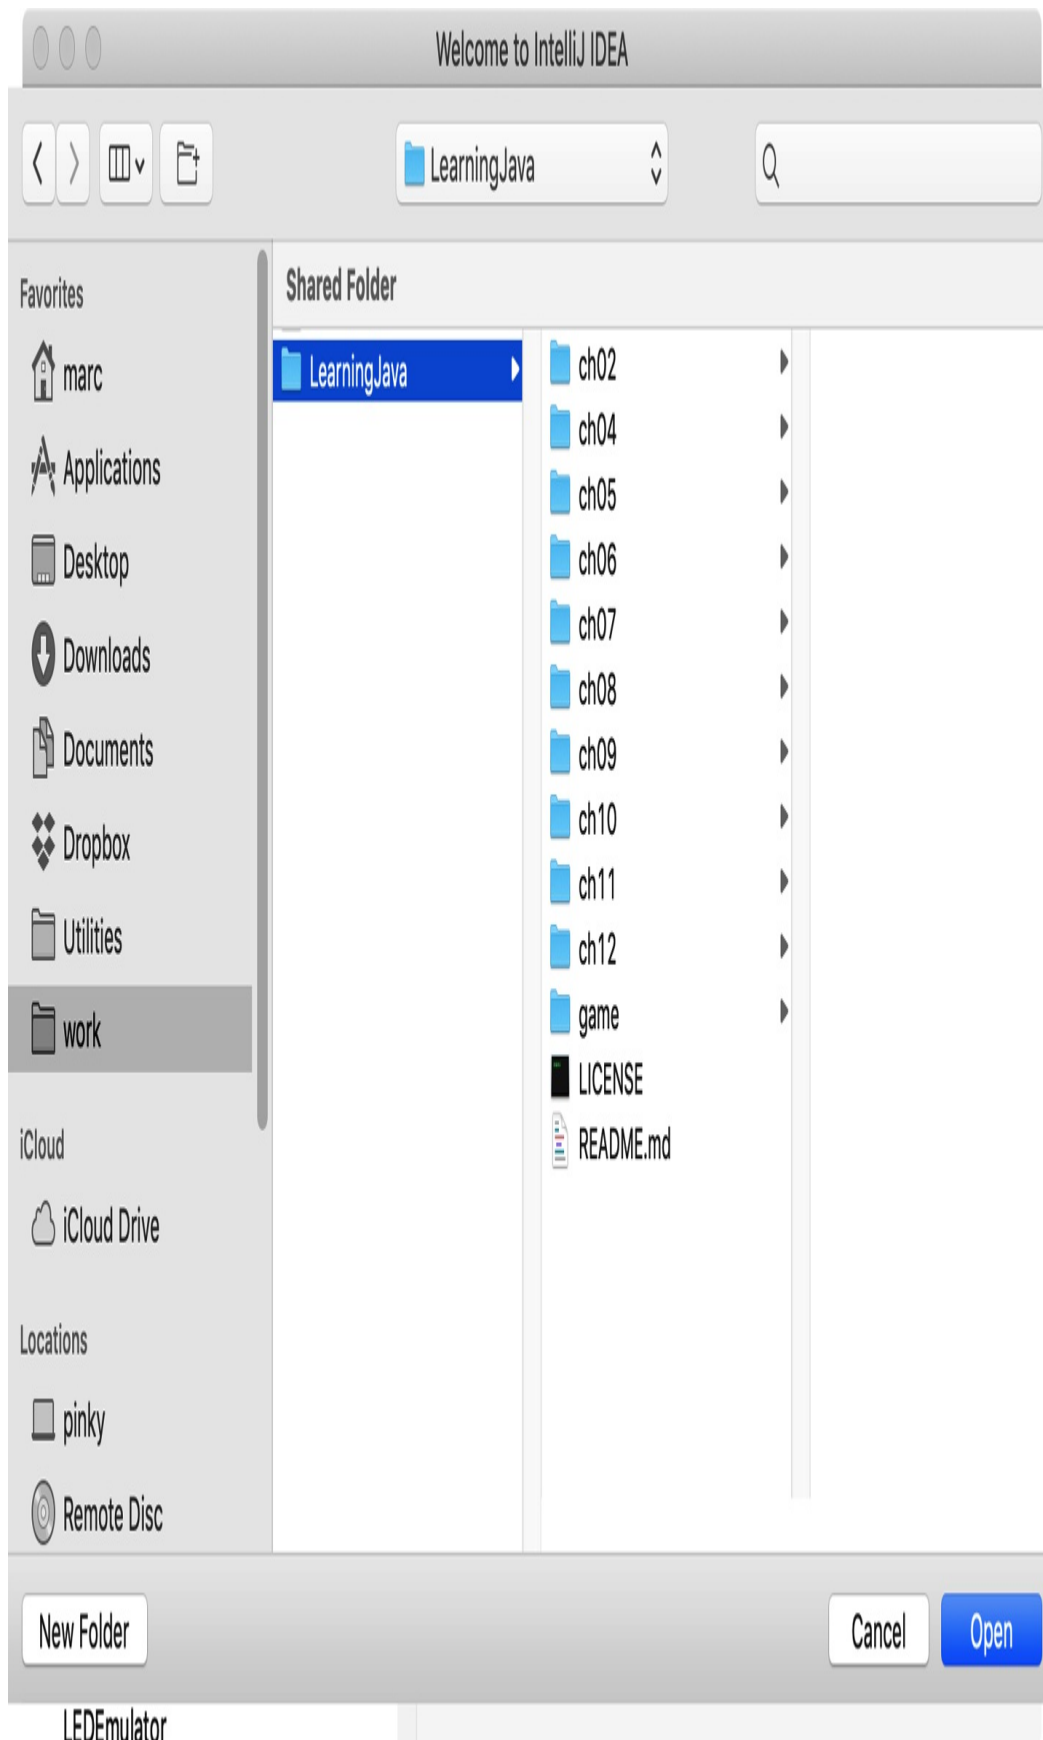 Welcome to IntelliJ IDEA
LearningJava
Favorites
marc
Applications
Desktop
Downloads
Documents
Dropbox
Utilities
work
iCloud
iCloud Drive
Locations
pinky
Remote Disc
Shared Folder
LearningJava
ch02
ch04
ch05
ch06
ch07
ch08
ch09
ch10
ch11
ch12
game
LICENSE
README.md
New Folder
Cancel
Open
LEDEmulator